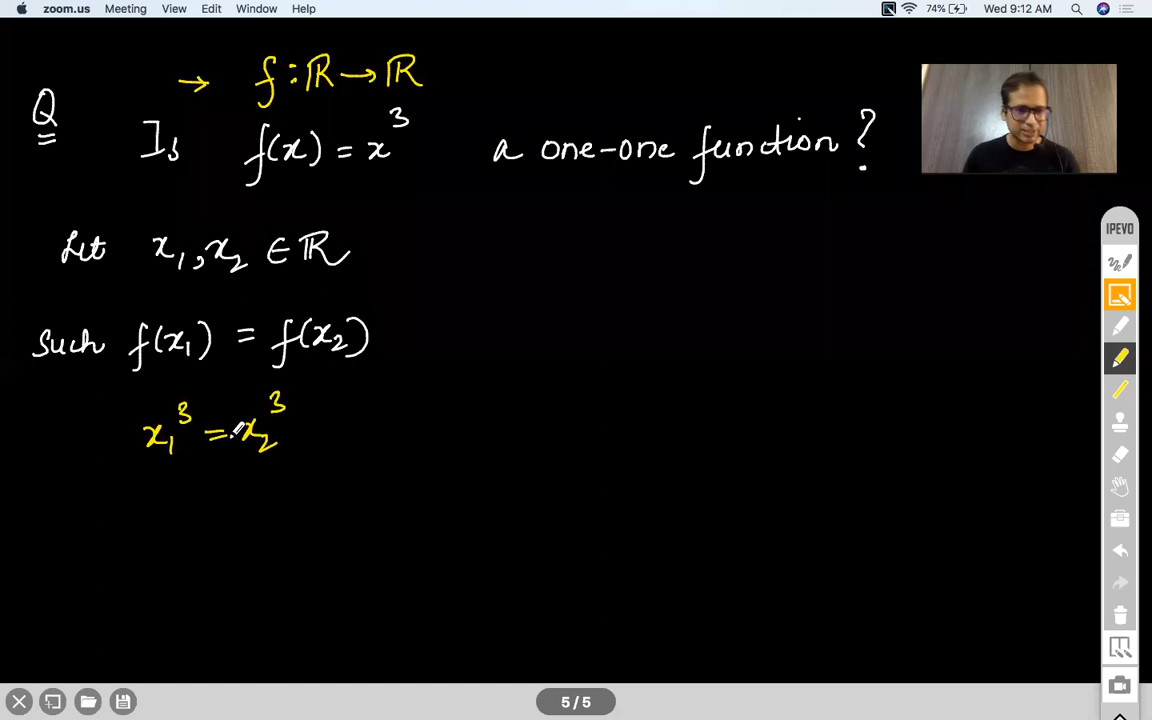 zoom.us Meeting View Edit Window Help 74% Wed 9:12 AM
→ f : ℝ → ℝ
Q Is f(x) = x³ a one-one function ?
Let x₁, x₂ ∈ ℝ
Such f(x₁) = f(x₂)
x₁³ = x₂³
IPEVO
5/5